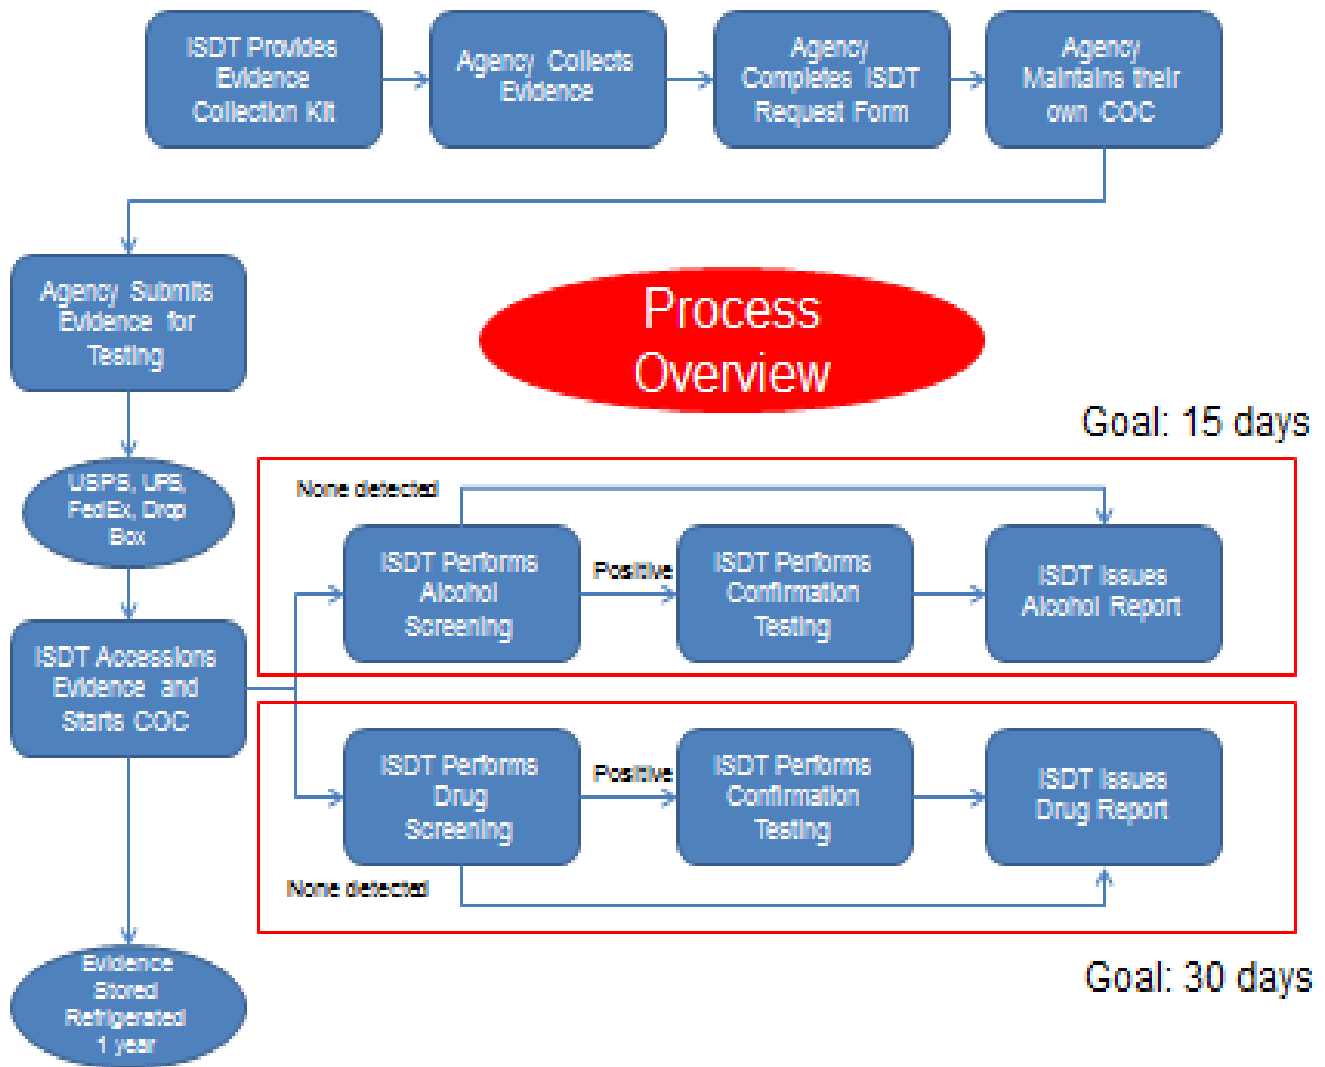 ISDT Provides
Evidence
Collection Kit
Agency Collects
Evidence
Agency
Completes ISDT
Request Form
Agency
Maintains their
own COC
Agency Submits
Evidence for
Testing
Process
Overview
Goal: 15 days
USPS, UPS,
FedEx, Drop
Box
None detected
ISDT Performs
Alcohol
Screening
Positive
ISDT Performs
Confirmation
Testing
ISDT Issues
Alcohol Report
ISDT Accessions
Evidence and
Starts COC
ISDT Performs
Drug
Screening
Positive
ISDT Performs
Confirmation
Testing
ISDT Issues
Drug Report
None detected
Goal: 30 days
Evidence
Stored
Refrigerated
1 year